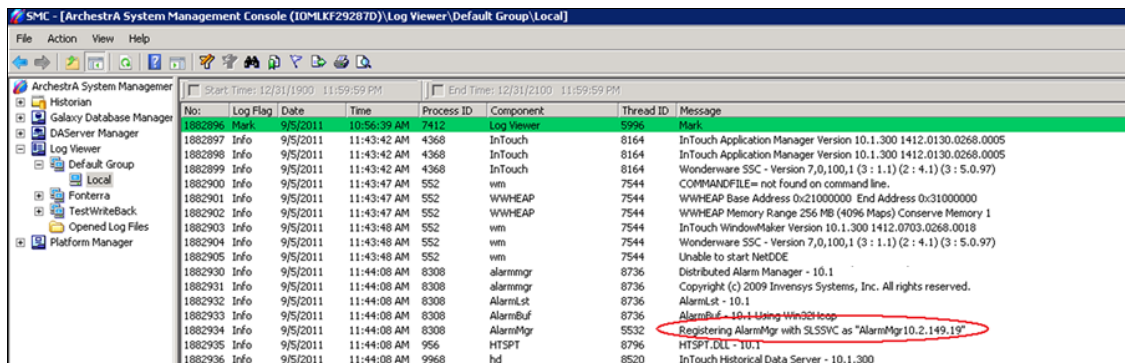 SMC - [ArchestrA System Management Console (IOMLKF29287D)\Log Viewer\Default Group\Local]
File Action View Help
ArchestrA System Managemer
Historian
Galaxy Database Manager
DAServer Manager
Log Viewer
Default Group
Local
Fonterra
TestWriteBack
Opened Log Files
Platform Manager
Start Time: 12/31/1900 11:59:59 PM End Time: 12/31/2100 11:59:59 PM
No: Log Flag Date Time Process ID Component Thread ID Message
1882896 Mark 9/5/2011 10:56:39 AM 7412 Log Viewer 5996 Mark
1882897 Info 9/5/2011 11:43:42 AM 4368 InTouch 8164 InTouch Application Manager Version 10.1.300 1412.0130.0268.0005
1882898 Info 9/5/2011 11:43:42 AM 4368 InTouch 8164 InTouch Application Manager Version 10.1.300 1412.0130.0268.0005
1882899 Info 9/5/2011 11:43:42 AM 4368 InTouch 8164 Wonderware SSC - Version 7,0,100,1 (3 : 1.1) (2 : 4.1) (3 : 5.0.97)
1882900 Info 9/5/2011 11:43:47 AM 552 wm 7544 COMMANDFILE= not found on command line.
1882901 Info 9/5/2011 11:43:47 AM 552 WWHEAP 7544 WWHEAP Base Address 0x21000000 End Address 0x31000000
1882902 Info 9/5/2011 11:43:47 AM 552 WWHEAP 7544 WWHEAP Memory Range 256 MB (4096 Maps) Conserve Memory 1
1882903 Info 9/5/2011 11:43:48 AM 552 wm 7544 InTouch WindowMaker Version 10.1.300 1412.0703.0268.0018
1882904 Info 9/5/2011 11:43:48 AM 552 wm 7544 Wonderware SSC - Version 7,0,100,1 (3 : 1.1) (2 : 4.1) (3 : 5.0.97)
1882905 Info 9/5/2011 11:43:48 AM 552 wm 7544 Unable to start NetDDE
1882930 Info 9/5/2011 11:44:08 AM 8308 alarmmgr 8736 Distributed Alarm Manager - 10.1
1882931 Info 9/5/2011 11:44:08 AM 8308 alarmmgr 8736 Copyright (c) 2009 Invensys Systems, Inc. All rights reserved.
1882932 Info 9/5/2011 11:44:08 AM 8308 AlarmLst 8736 AlarmLst - 10.1
1882933 Info 9/5/2011 11:44:08 AM 8308 AlarmBuf 8736 AlarmBuf - 10.1 Using Win32Heap
1882934 Info 9/5/2011 11:44:08 AM 8308 AlarmMgr 5532 Registering AlarmMgr with SLSSVC as "AlarmMgr10.2.149.19"
1882935 Info 9/5/2011 11:44:08 AM 956 HTSPT 8796 HTSPT.DLL - 10.1
1882936 Info 9/5/2011 11:44:08 AM 9968 hd 8520 InTouch Historical Data Server - 10.1.300